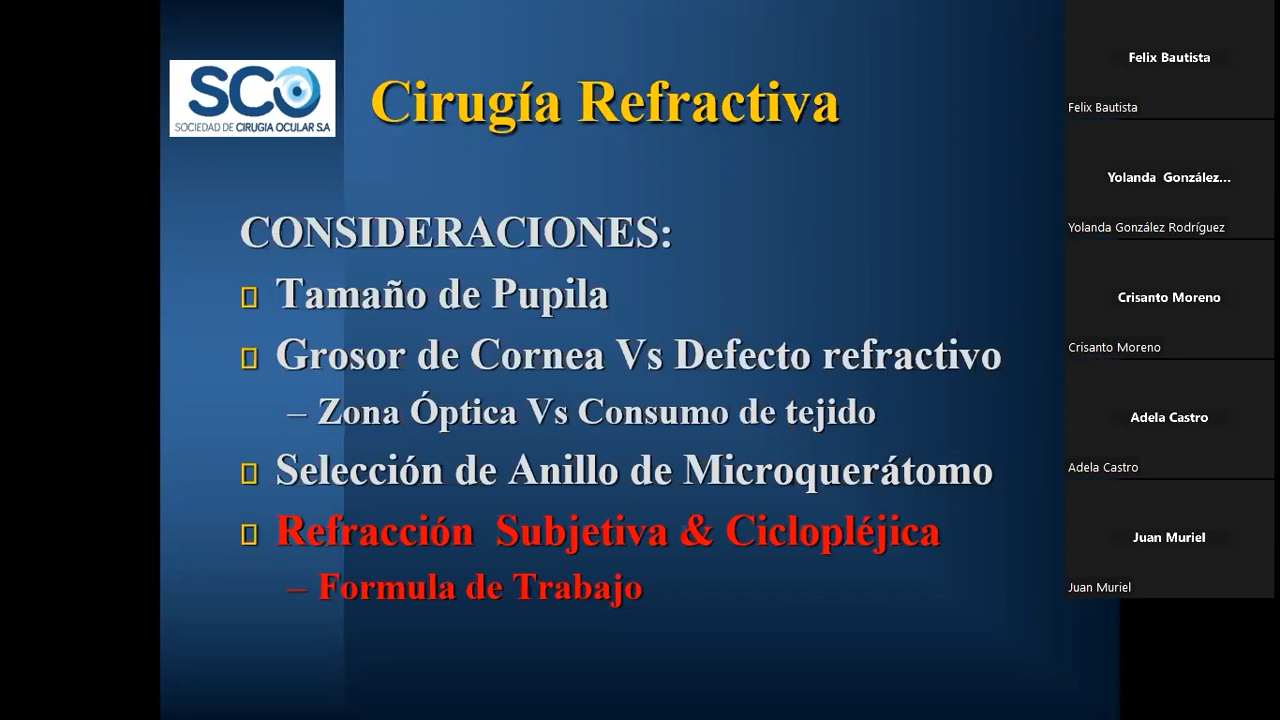 SCO
SOCIEDAD DE CIRUGIA OCULAR S.A
Cirugía Refractiva
CONSIDERACIONES:
Tamaño de Pupila
Grosor de Cornea Vs Defecto refractivo
– Zona Óptica Vs Consumo de tejido
Selección de Anillo de Microquerátomo
Refracción Subjetiva & Ciclopléjica
– Formula de Trabajo
Felix Bautista
Felix Bautista
Yolanda González...
Yolanda González Rodríguez
Crisanto Moreno
Crisanto Moreno
Adela Castro
Adela Castro
Juan Muriel
Juan Muriel